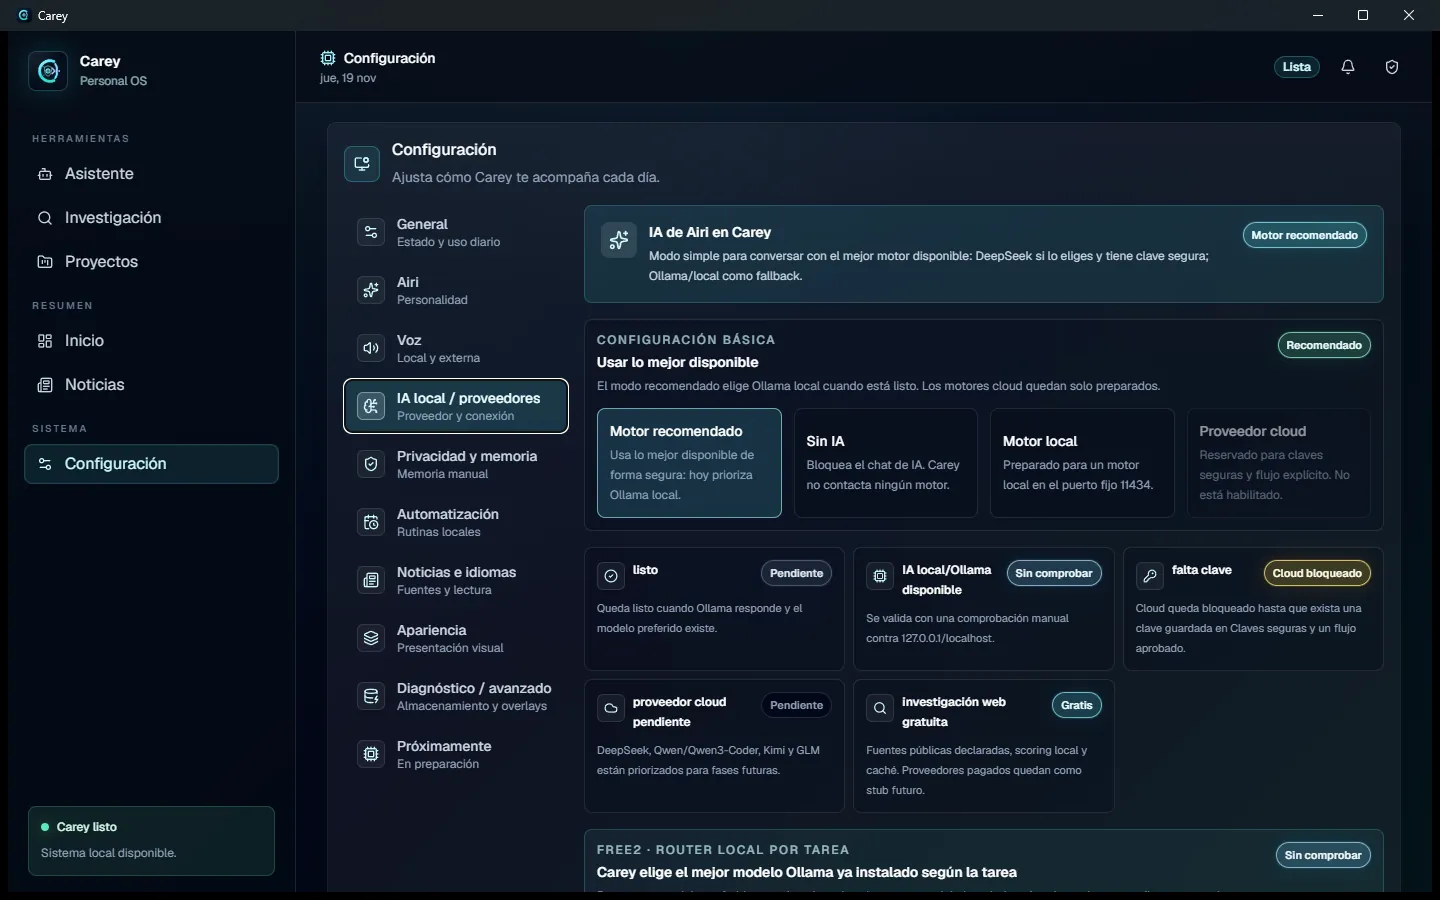 Carey
Carey
Personal OS
HERRAMIENTAS
Asistente
Investigación
Proyectos
RESUMEN
Inicio
Noticias
SISTEMA
Configuración
Carey listo
Sistema local disponible.
Configuración
jue, 19 nov
Lista
Configuración
Ajusta cómo Carey te acompaña cada día.
General
Estado y uso diario
Airi
Personalidad
Voz
Local y externa
IA local / proveedores
Proveedor y conexión
Privacidad y memoria
Memoria manual
Automatización
Rutinas locales
Noticias e idiomas
Fuentes y lectura
Apariencia
Presentación visual
Diagnóstico / avanzado
Almacenamiento y overlays
Próximamente
En preparación
IA de Airi en Carey
Motor recomendado
Modo simple para conversar con el mejor motor disponible: DeepSeek si lo eliges y tiene clave segura;
Ollama/local como fallback.
CONFIGURACIÓN BÁSICA
Recomendado
Usar lo mejor disponible
El modo recomendado elige Ollama local cuando está listo. Los motores cloud quedan solo preparados.
Motor recomendado
Usa lo mejor disponible de
forma segura: hoy prioriza
Ollama local.
Sin IA
Bloquea el chat de IA. Carey
no contacta ningún motor.
Motor local
Preparado para un motor
local en el puerto fijo 11434.
Proveedor cloud
Reservado para claves
seguras y flujo explícito. No
está habilitado.
listo
Pendiente
Queda listo cuando Ollama responde y el
modelo preferido existe.
IA local/Ollama
disponible
Sin comprobar
Se valida con una comprobación manual
contra 127.0.0.1/localhost.
falta clave
Cloud bloqueado
Cloud queda bloqueado hasta que exista una
clave guardada en Claves seguras y un flujo
aprobado.
proveedor cloud
pendiente
Pendiente
DeepSeek, Qwen/Qwen3-Coder, Kimi y GLM
están priorizados para fases futuras.
investigación web
gratuita
Gratis
Fuentes públicas declaradas, scoring local y
caché. Proveedores pagados quedan como
stub futuro.
FREE2 · ROUTER LOCAL POR TAREA
Sin comprobar
Carey elige el mejor modelo Ollama ya instalado según la tarea